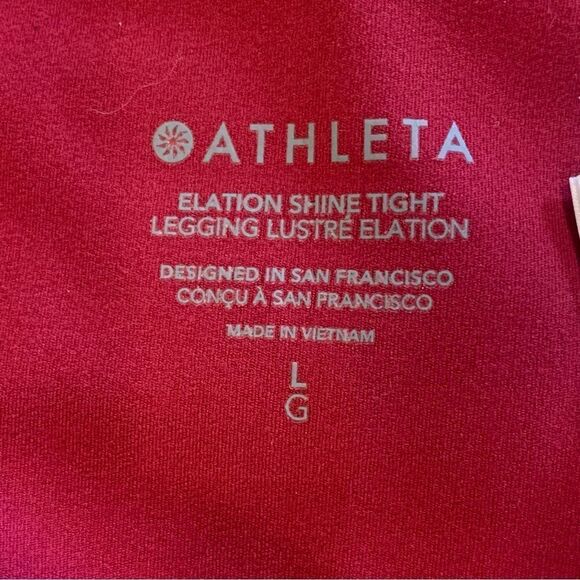 ATHLETA
ELATION SHINE TIGHT
LEGGING LUSTRÉ ELATION
DESIGNED IN SAN FRANCISCO
CONÇU À SAN FRANCISCO
MADE IN VIETNAM
L
G